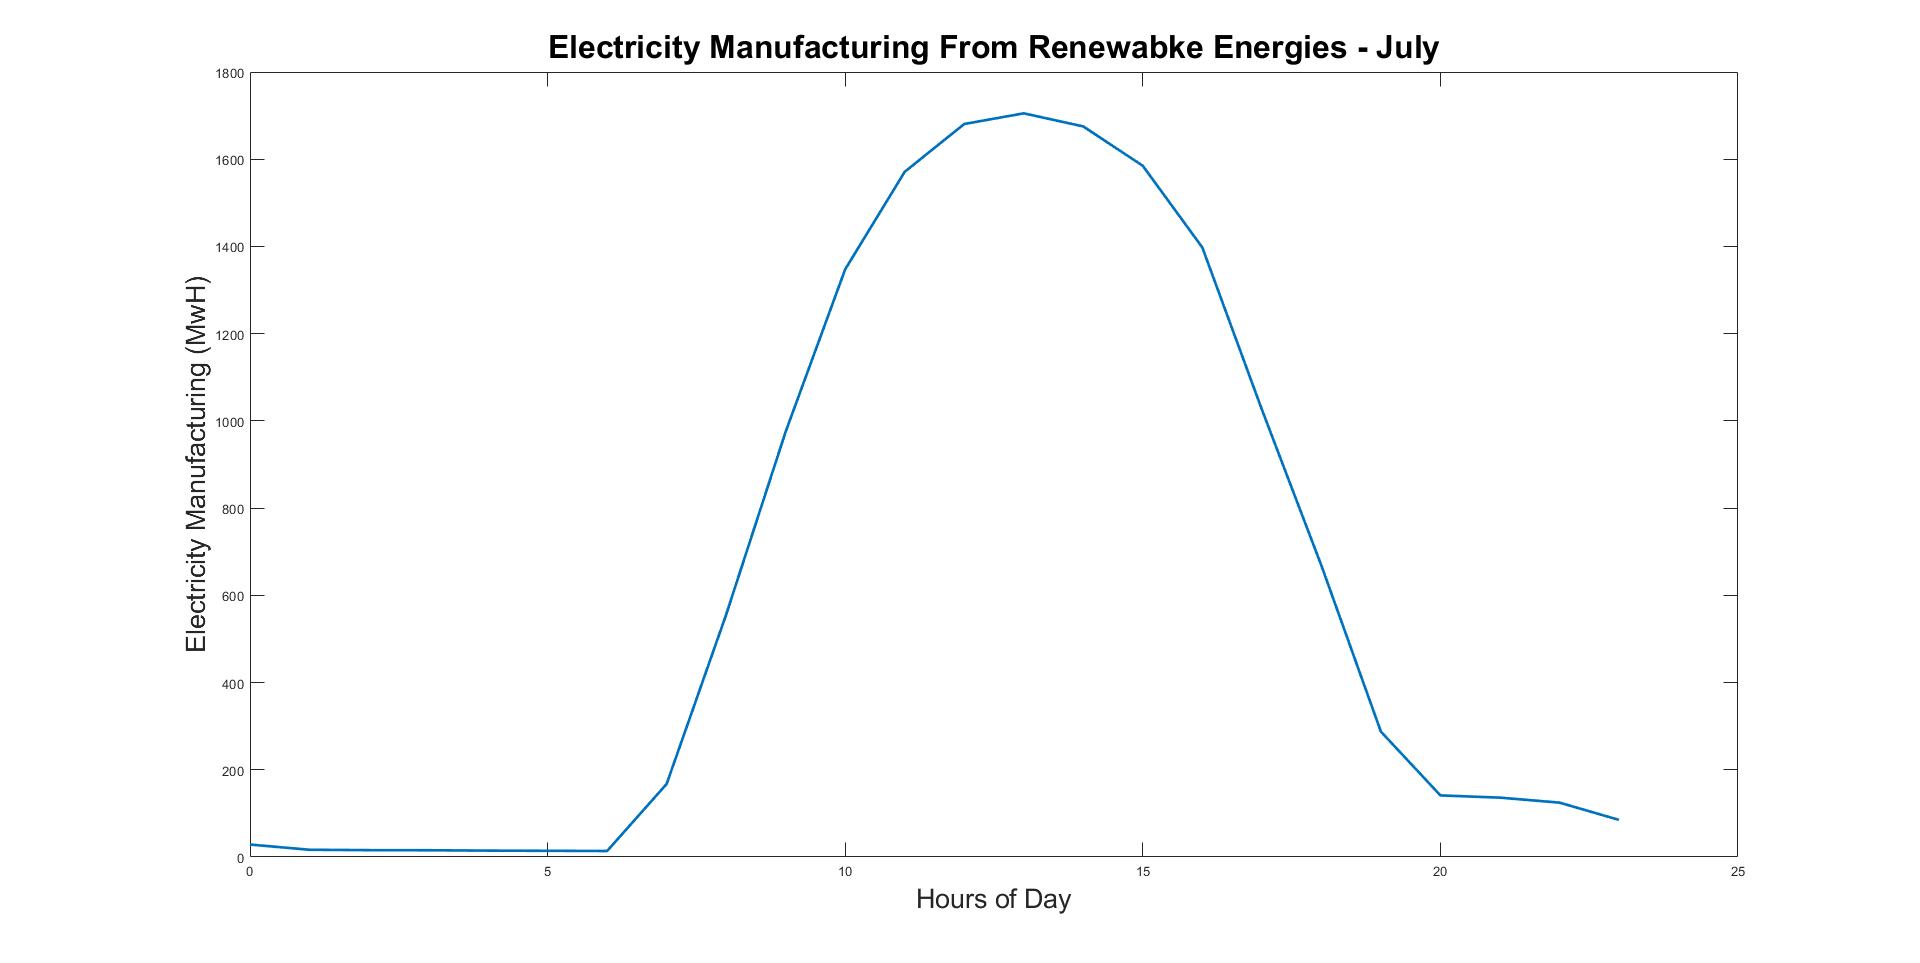 Electricity Manufacturing From Renewabke Energies - July
1800
1600
1400
1200
1000
800
600
400
200
0
Electricity Manufacturing (MwH)
0 5 10 15 20 25
Hours of Day